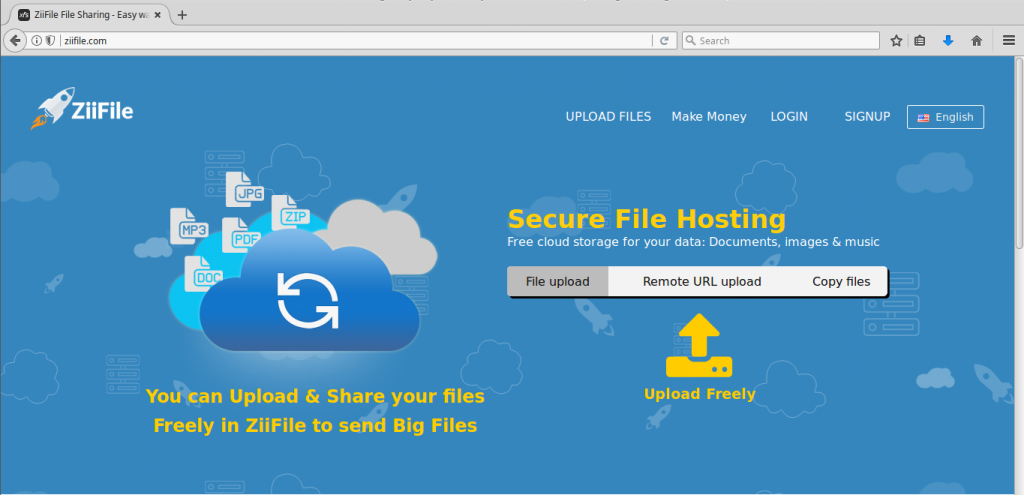 ZiiFile File Sharing - Easy w
ziifile.com
Search
ZiiFile
UPLOAD FILES
Make Money
LOGIN
SIGNUP
English
JPG
ZIP
MP3
PDF
DOC
Secure File Hosting
Free cloud storage for your data: Documents, images & music
File upload
Remote URL upload
Copy files
Upload Freely
You can Upload & Share your files
Freely in ZiiFile to send Big Files